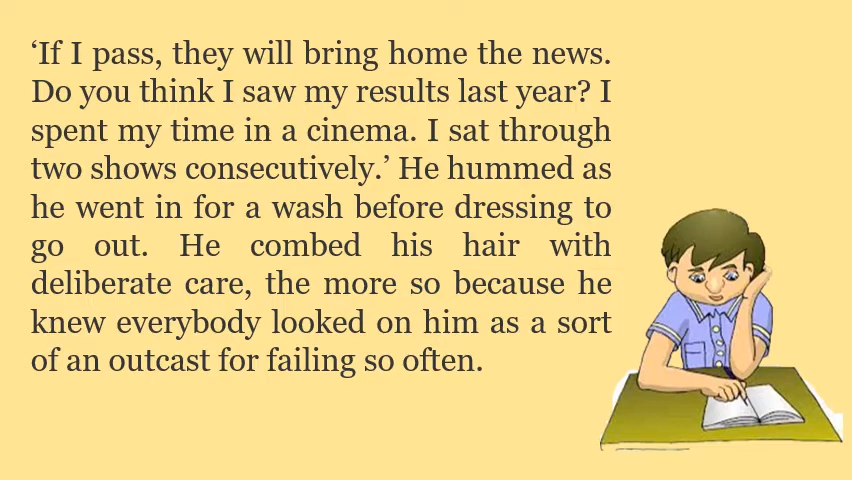 ‘If I pass, they will bring home the news.
Do you think I saw my results last year? I
spent my time in a cinema. I sat through
two shows consecutively.’ He hummed as
he went in for a wash before dressing to
go out. He combed his hair with
deliberate care, the more so because he
knew everybody looked on him as a sort
of an outcast for failing so often.